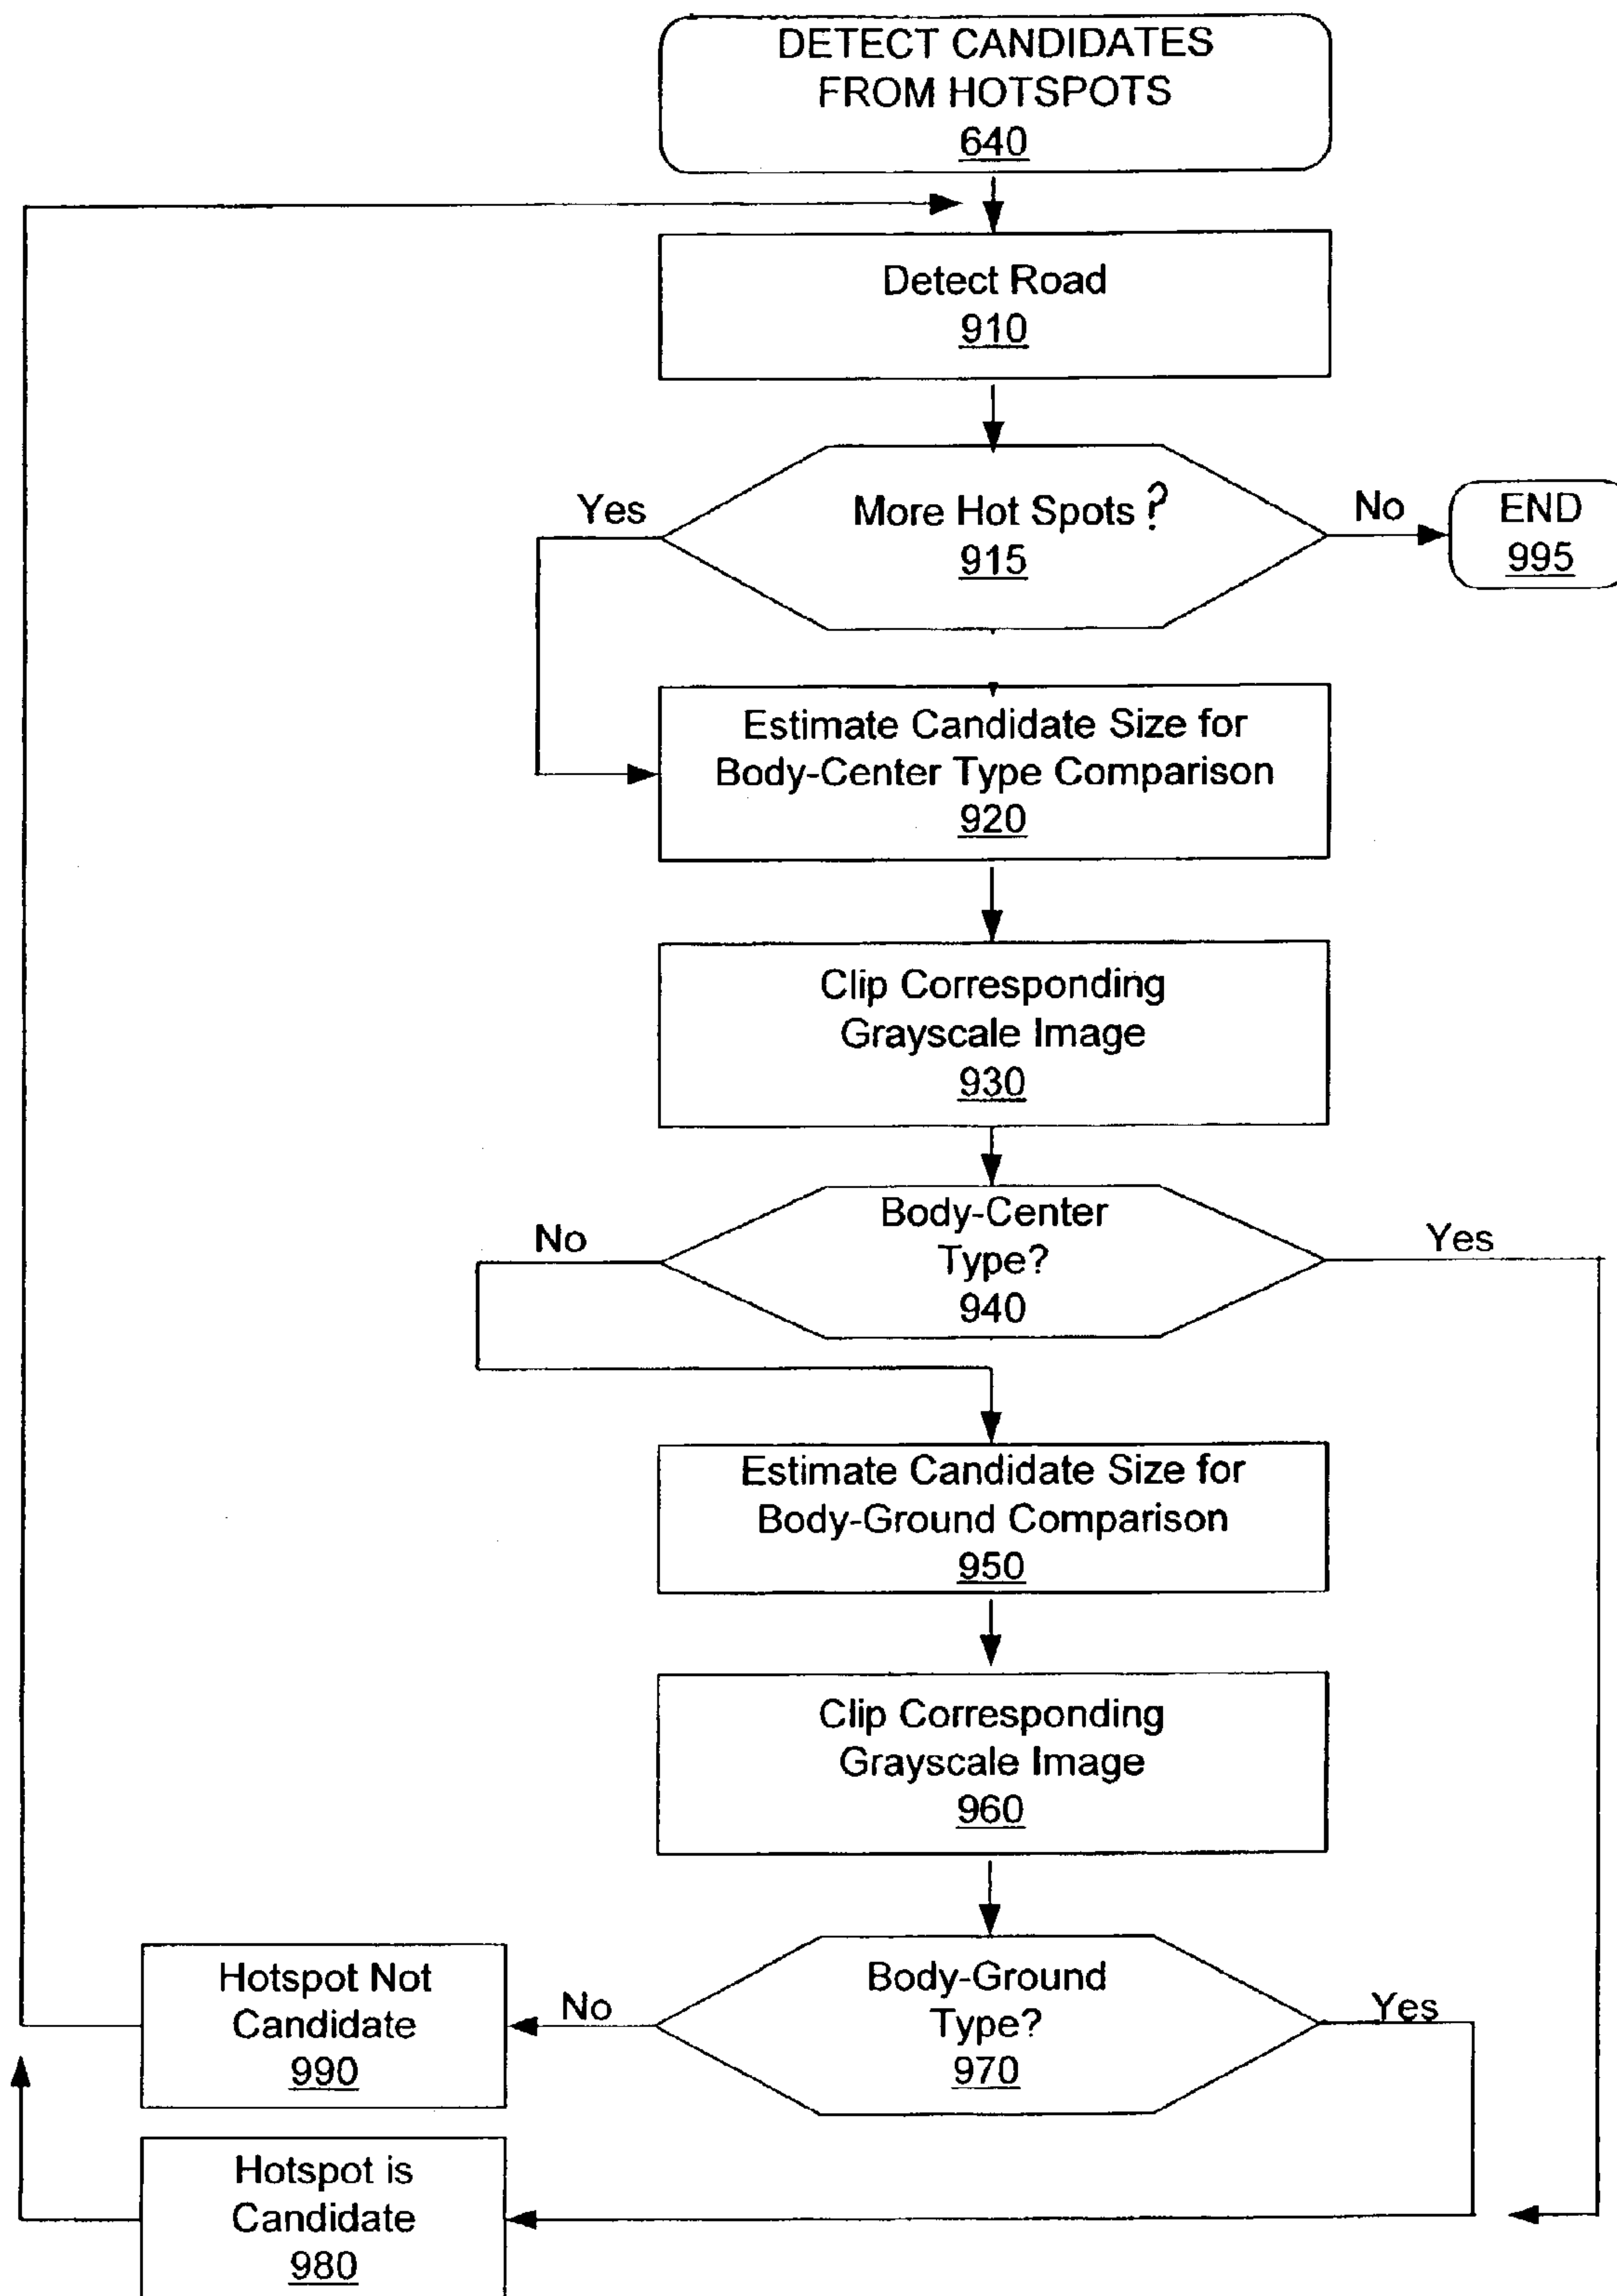 DETECT CANDIDATES
FROM HOTSPOTS
640
Detect Road
910
Yes
More Hot Spots ?
915
No
END
995
Estimate Candidate Size for
Body-Center Type Comparison
920
Clip Corresponding
Grayscale Image
930
No
Body-Center
Type?
940
Yes
Estimate Candidate Size for
Body-Ground Comparison
950
Clip Corresponding
Grayscale Image
960
Hotspot Not
Candidate
990
No
Body-Ground
Type?
970
Yes
Hotspot is
Candidate
980